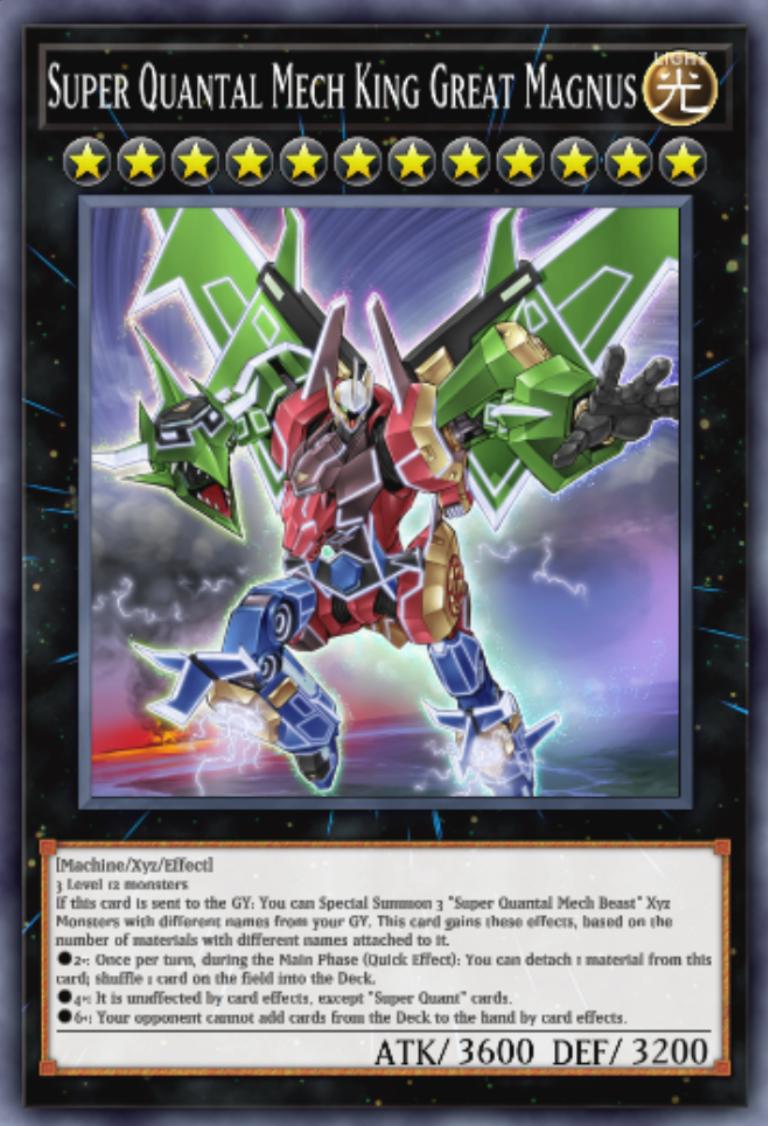 Super Quantal Mech King Great Magnus
LIGHT
光
[Machine/Xyz/Effect]
3 Level 12 monsters
If this card is sent to the GY: You can Special Summon 3 "Super Quantal Mech Beast" Xyz
Monsters with different names from your GY. This card gains these effects, based on the
number of materials with different names attached to it.
●2+: Once per turn, during the Main Phase (Quick Effect): You can detach 1 material from this
card; shuffle 1 card on the field into the Deck.
●4+: It is unaffected by card effects, except "Super Quant" cards.
●6+: Your opponent cannot add cards from the Deck to the hand by card effects.
ATK/ 3600 DEF/ 3200